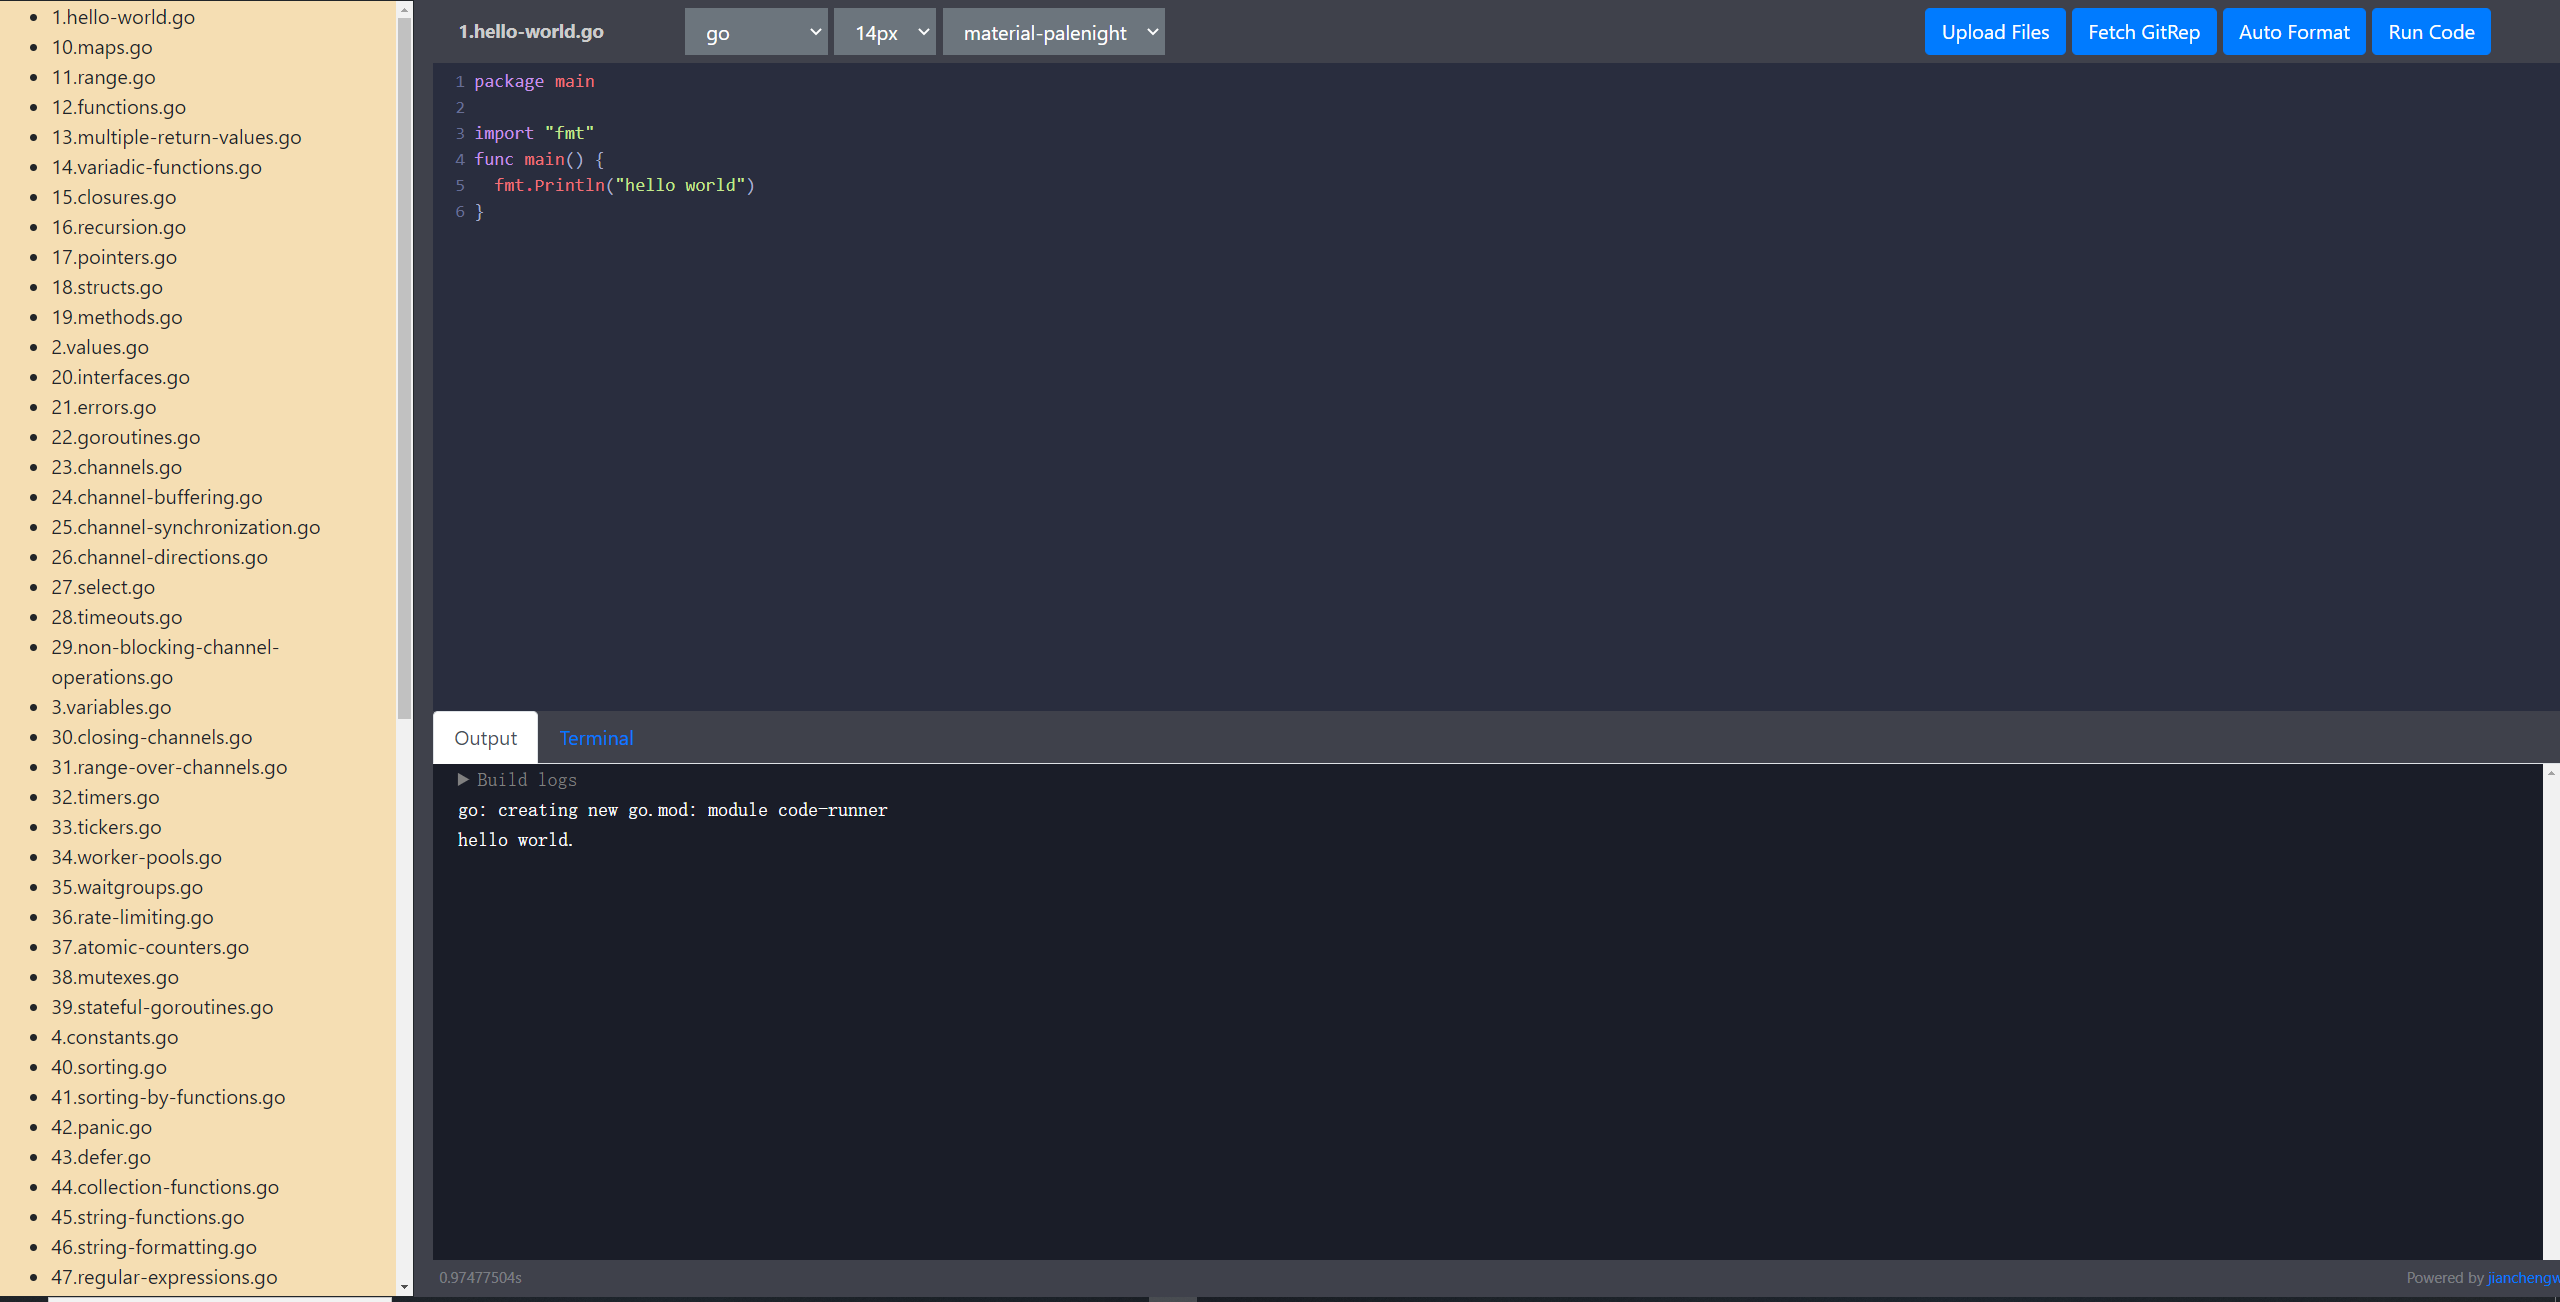 1.hello-world.go
10.maps.go
11.range.go
12.functions.go
13.multiple-return-values.go
14.variadic-functions.go
15.closures.go
16.recursion.go
17.pointers.go
18.structs.go
19.methods.go
2.values.go
20.interfaces.go
21.errors.go
22.goroutines.go
23.channels.go
24.channel-buffering.go
25.channel-synchronization.go
26.channel-directions.go
27.select.go
28.timeouts.go
29.non-blocking-channel-
operations.go
3.variables.go
30.closing-channels.go
31.range-over-channels.go
32.timers.go
33.tickers.go
34.worker-pools.go
35.waitgroups.go
36.rate-limiting.go
37.atomic-counters.go
38.mutexes.go
39.stateful-goroutines.go
4.constants.go
40.sorting.go
41.sorting-by-functions.go
42.panic.go
43.defer.go
44.collection-functions.go
45.string-functions.go
46.string-formatting.go
47.regular-expressions.go
1.hello-world.go go 14px material-palenight Upload Files Fetch GitRep Auto Format Run Code
1 package main
2
3 import "fmt"
4 func main() {
5   fmt.Println("hello world")
6 }
Output Terminal
▶ Build logs
go: creating new go.mod: module code-runner
hello world.
0.97477504s Powered by jianchengw